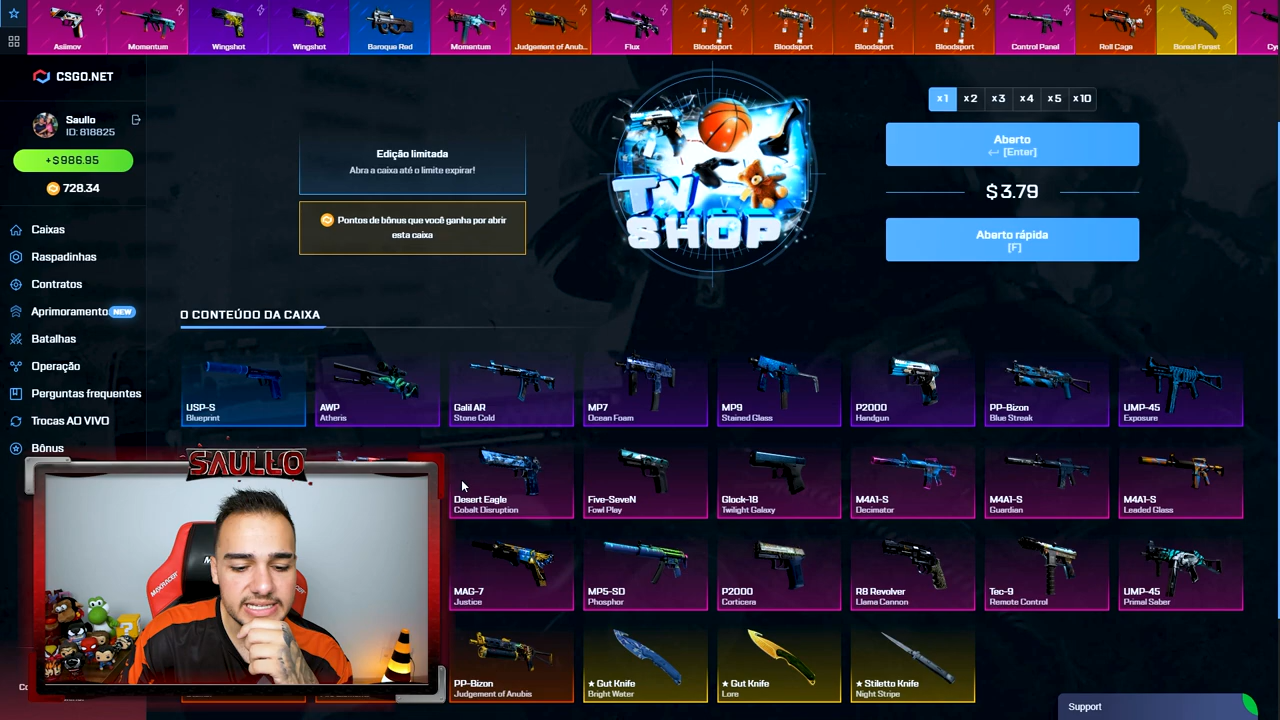 Asiimov
Momentum
Wingshot
Wingshot
Baroque Red
Momentum
Judgement of Anub...
Flux
Bloodsport
Bloodsport
Bloodsport
Bloodsport
Control Panel
Roll Cage
Boreal Forest
CSGO.NET
Saullo
ID: 818825
+$986.95
728.34
Caixas
Raspadinhas
Contratos
Aprimoramento NEW
Batalhas
Operação
Perguntas frequentes
Trocas AO VIVO
Bônus
Edição limitada
Abra a caixa até o limite expirar!
Pontos de bônus que você ganha por abrir
esta caixa
TV
SHOP
x1 x2 x3 x4 x5 x10
Aberto
[Enter]
$3.79
Aberto rápida
[F]
O CONTEÚDO DA CAIXA
USP-S
Blueprint
AWP
Atheris
Galil AR
Stone Cold
MP7
Ocean Foam
MP9
Stained Glass
P2000
Handgun
PP-Bizon
Blue Streak
UMP-45
Exposure
Desert Eagle
Cobalt Disruption
Five-SeveN
Fowl Play
Glock-18
Twilight Galaxy
M4A1-S
Decimator
M4A1-S
Guardian
M4A1-S
Leaded Glass
MAG-7
Justice
MP5-SD
Phosphor
P2000
Corticera
R8 Revolver
Llama Cannon
Tec-9
Remote Control
UMP-45
Primal Saber
PP-Bizon
Judgement of Anubis
★ Gut Knife
Bright Water
★ Gut Knife
Lore
★ Stiletto Knife
Night Stripe
SAULLO
MAXRACER
Support